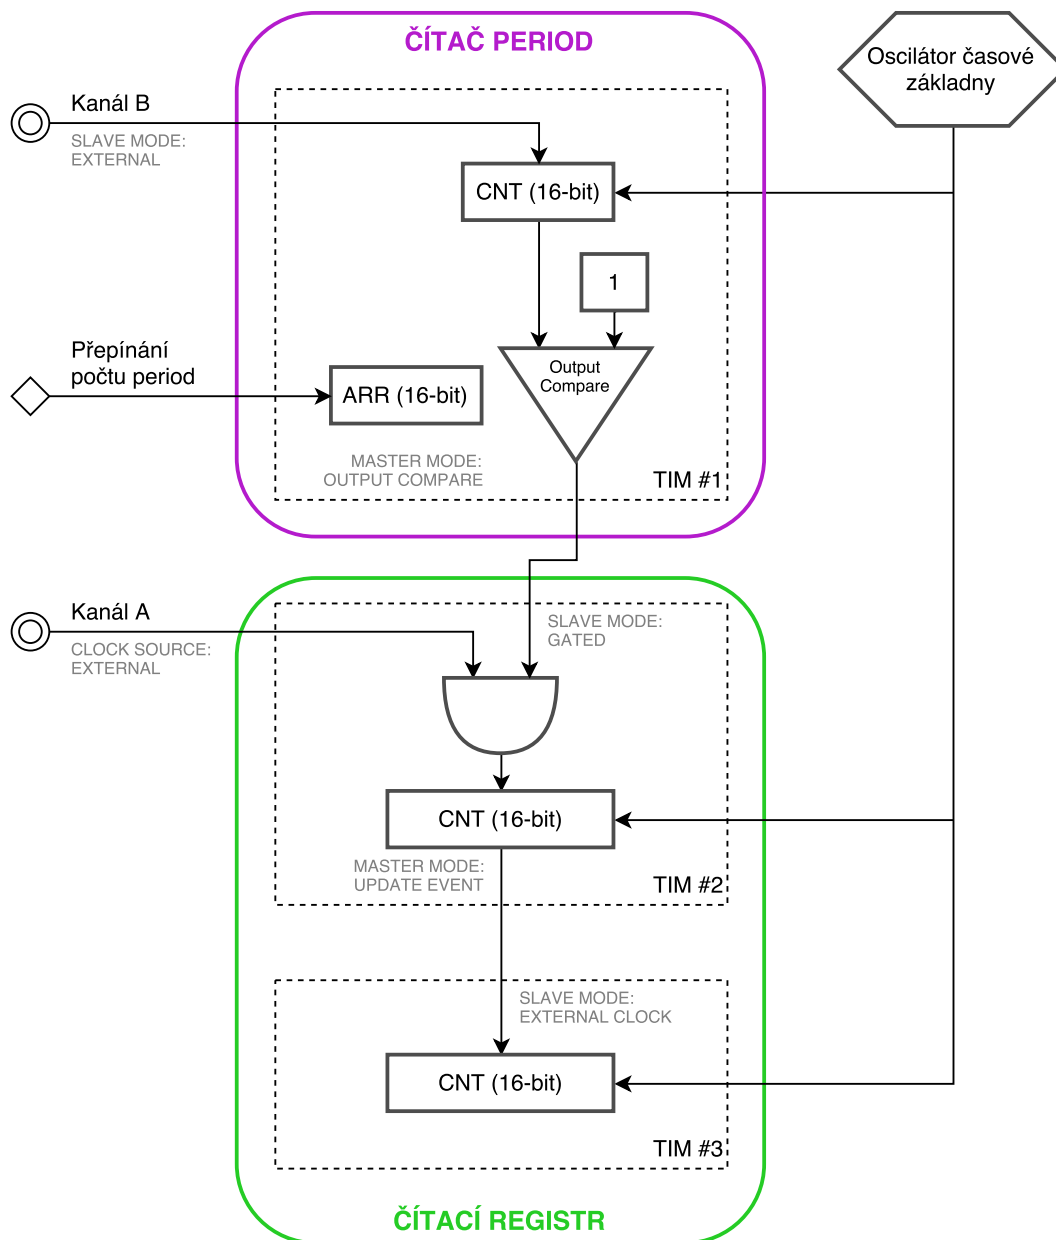 ČÍTAČ PERIOD
Oscilátor časové
základny
Kanál B
SLAVE MODE:
EXTERNAL
CNT (16-bit)
1
Přepínání
počtu period
ARR (16-bit)
Output
Compare
MASTER MODE:
OUTPUT COMPARE
TIM #1
Kanál A
CLOCK SOURCE:
EXTERNAL
SLAVE MODE:
GATED
CNT (16-bit)
MASTER MODE:
UPDATE EVENT
TIM #2
SLAVE MODE:
EXTERNAL CLOCK
CNT (16-bit)
TIM #3
ČÍTACÍ REGISTR